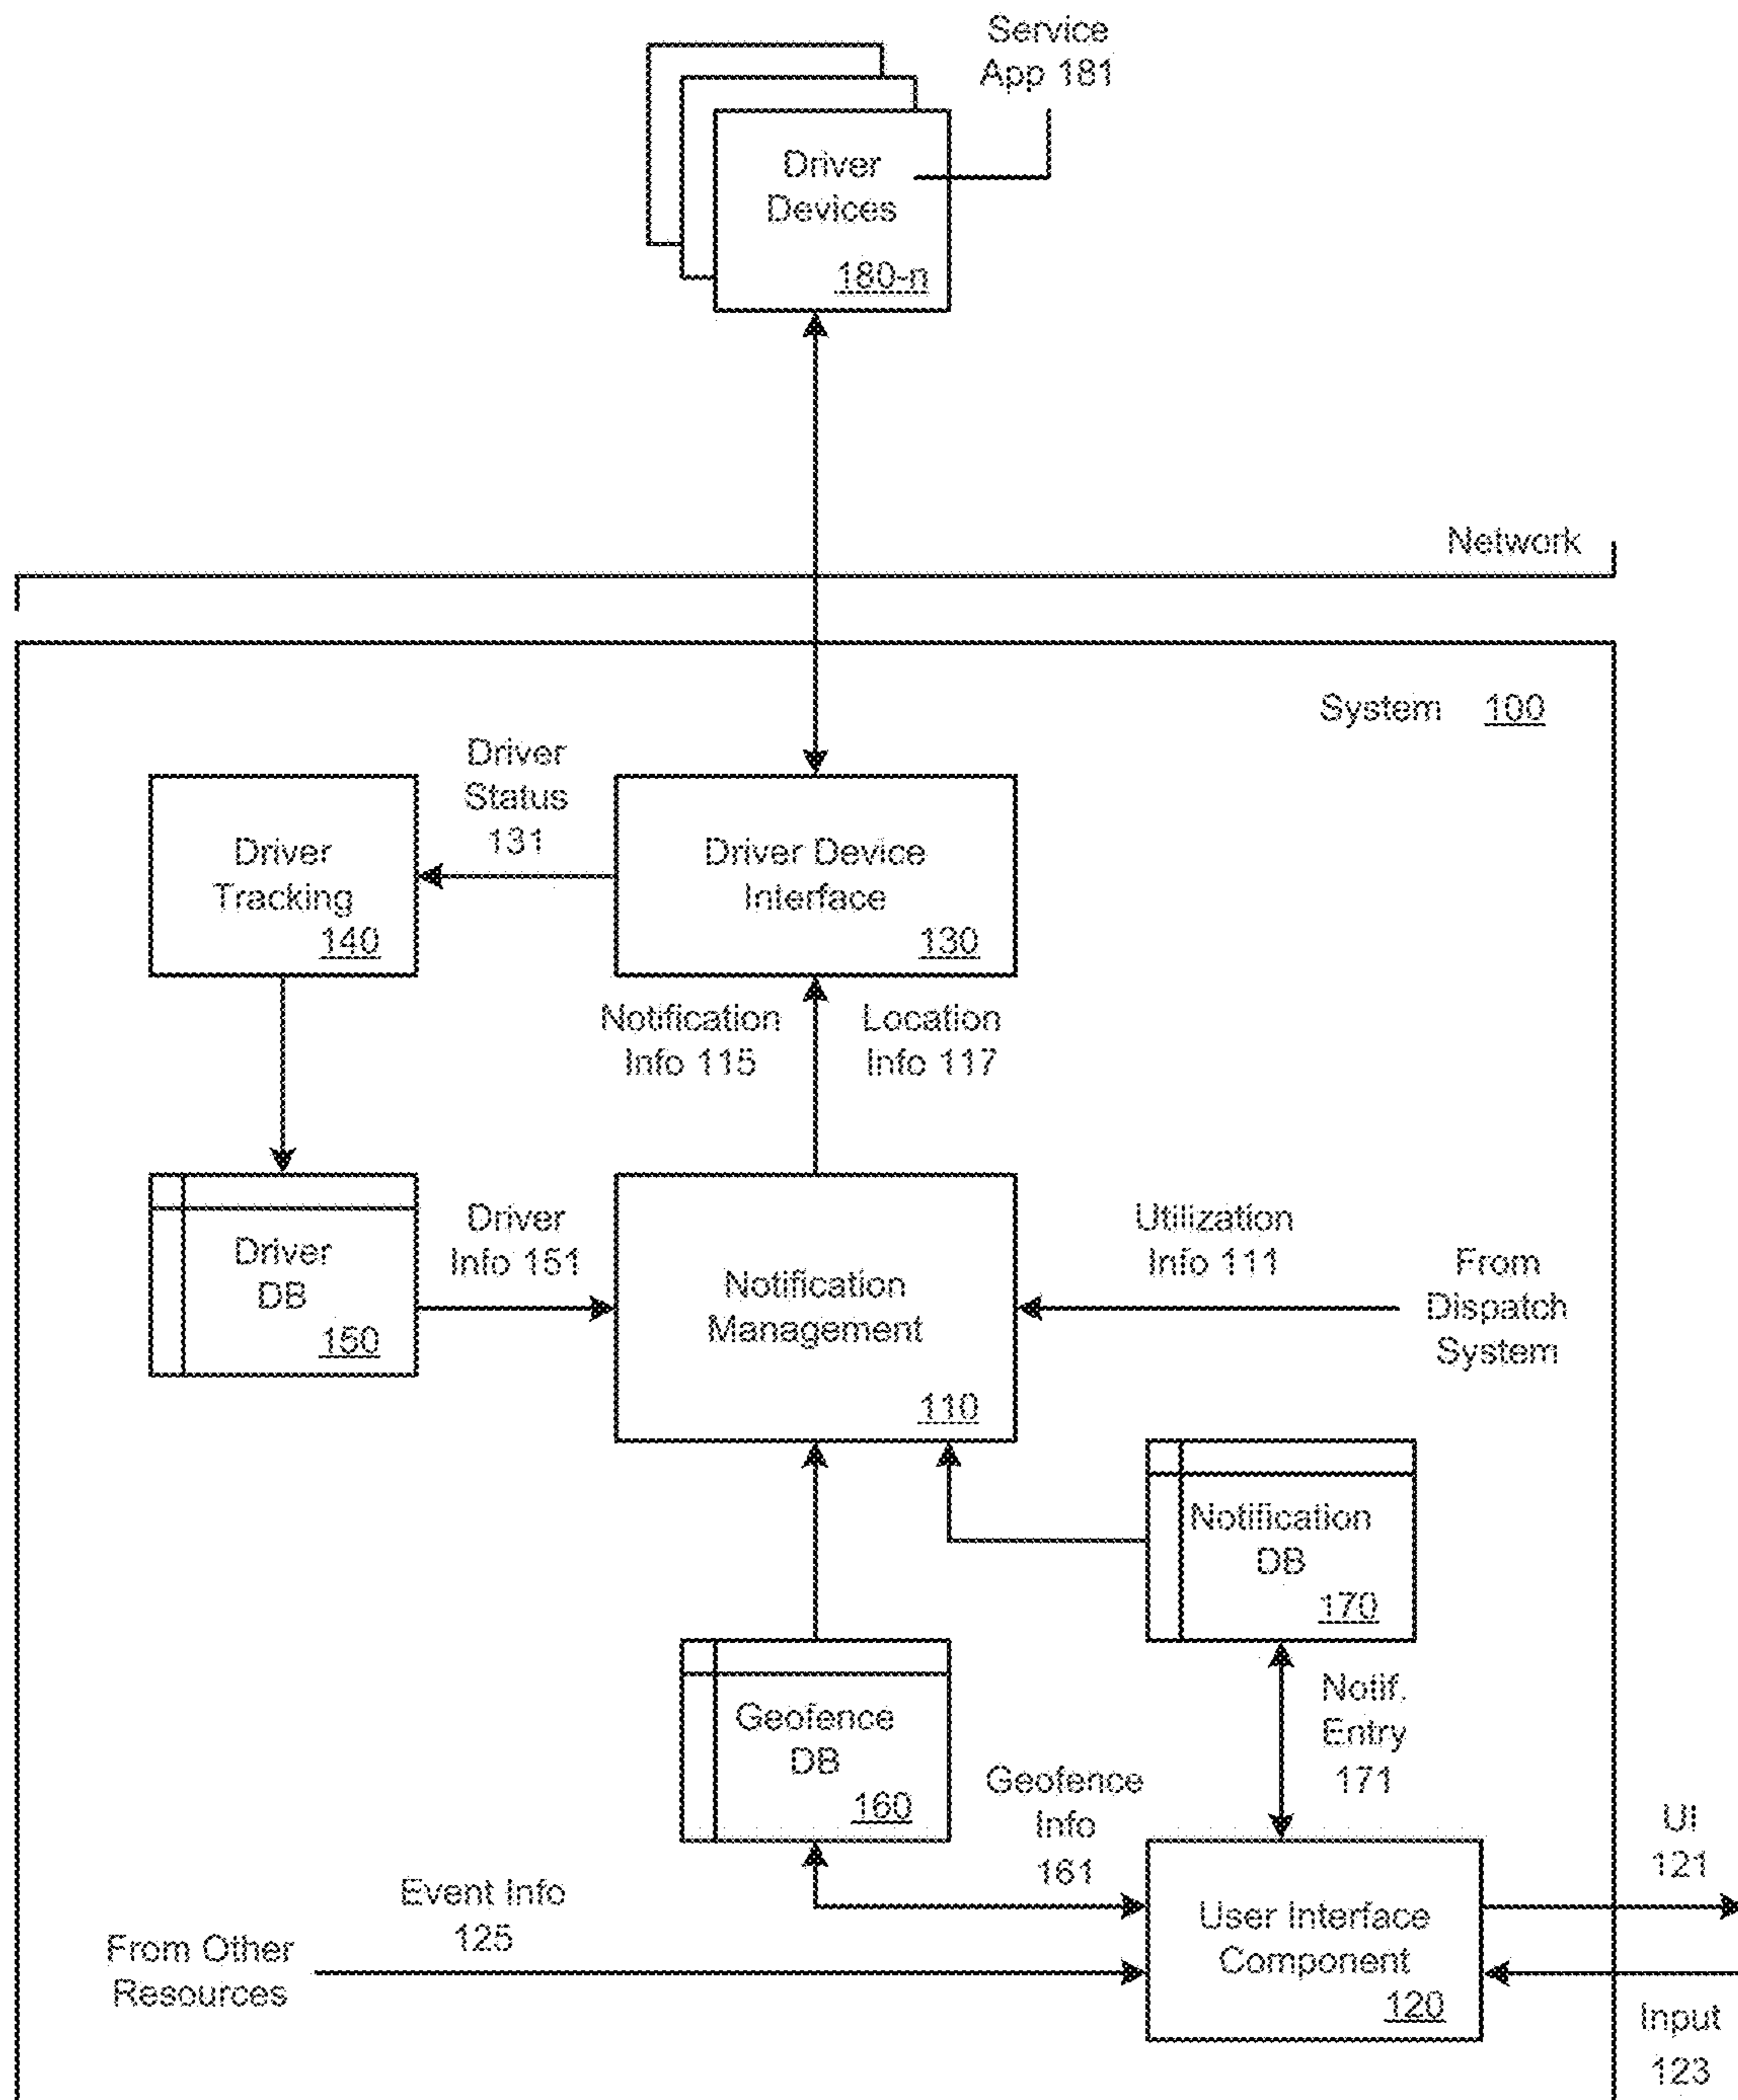 Service
App 181
Driver
Devices
180-n
Network
System 100
Driver
Status
131
Driver
Tracking
140
Driver Device
Interface
130
Notification
Info 115
Location
Info 117
Driver
DB
150
Driver
Info 151
Notification
Management
110
Utilization
Info 111
From
Dispatch
System
Notification
DB
170
Geofence
DB
160
Notif.
Entry
171
Geofence
Info
161
UI
121
Event Info
125
From Other
Resources
User Interface
Component
120
Input
123